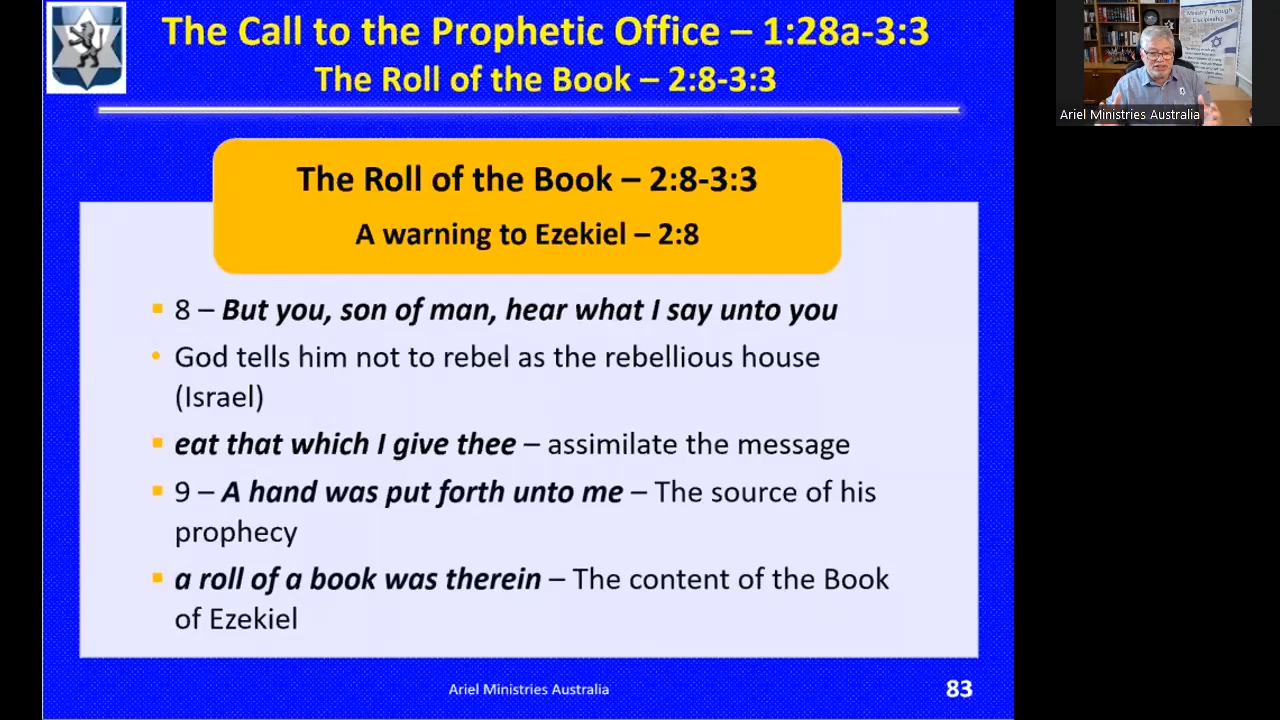 The Call to the Prophetic Office – 1:28a-3:3
The Roll of the Book – 2:8-3:3
The Roll of the Book – 2:8-3:3
A warning to Ezekiel – 2:8
8 – But you, son of man, hear what I say unto you
God tells him not to rebel as the rebellious house
(Israel)
eat that which I give thee – assimilate the message
9 – A hand was put forth unto me – The source of his
prophecy
a roll of a book was therein – The content of the Book
of Ezekiel
Ariel Ministries Australia
83
Ministry Through
Discipleship
Ariel Ministries Australia